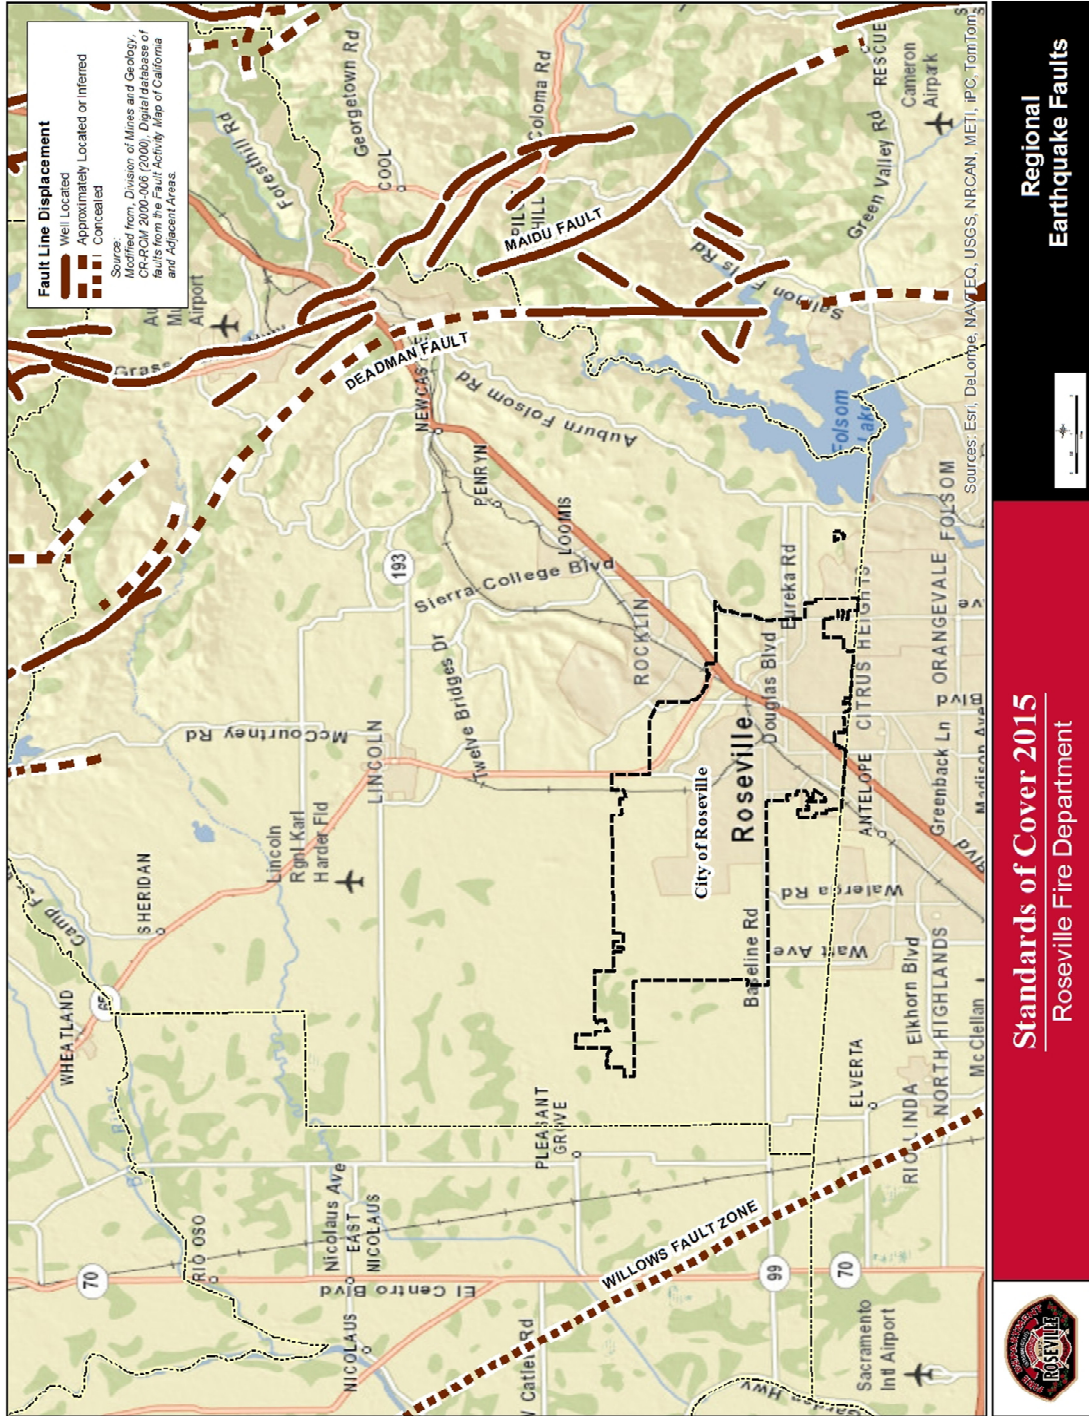 Fault Line Displacement
Well Located
Approximately Located or Inferred
Concealed
Source:
Modified from, Division of Mines and Geology,
CR-ROM 2000-006 (2000), Digital database of
faults from the Fault Activity Map of California
and Adjacent Areas.
WHEATLAND
65
SHERIDAN
RIO OSO
70
Nicolaus Ave
EAST
NICOLAUS
El Centro Blvd
NICOLAUS
Lincoln
Rgnl Karl
Harder Fld
McCourtney Rd
LINCOLN
193
Twelve Bridges Dr
Sierra College Blvd
Airport
Foresthill Rd
Georgetown Rd
COOL
Coloma Rd
HILL
DEADMAN FAULT
MAIDU FAULT
PENRYN
LOOMIS
Auburn Folsom Rd
ROCKLIN
PLEASANT
GROVE
WILLOWS FAULT ZONE
City of Roseville
Roseville
Douglas Blvd
Eureka Rd
Baseline Rd
Walerga Rd
Watt Ave
99
70
Salmon Falls Rd
Folsom
Lake
Green Valley Rd
RESCUE
Cameron
Airpark
CITRUS HEIGHTS
ANTELOPE
ELVERTA
Sacramento
Intl Airport
RIO LINDA
Elkhorn Blvd
NORTH HIGHLANDS
Mc Clellan
Greenback Ln
ORANGEVALE
FOLSOM
Blvd
Madison Ave
Blvd
Garden Hwy
Sources: Esri, DeLorme, NAVTEQ, USGS, NRCAN, METI, iPC, TomTom
ROSEVILLE
Standards of Cover 2015
Roseville Fire Department
Regional
Earthquake Faults